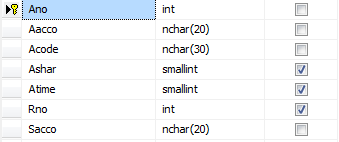 Ano int
Aacco nchar(20)
Acode nchar(30)
Ashar smallint
Atime smallint
Rno int
Sacco nchar(20)